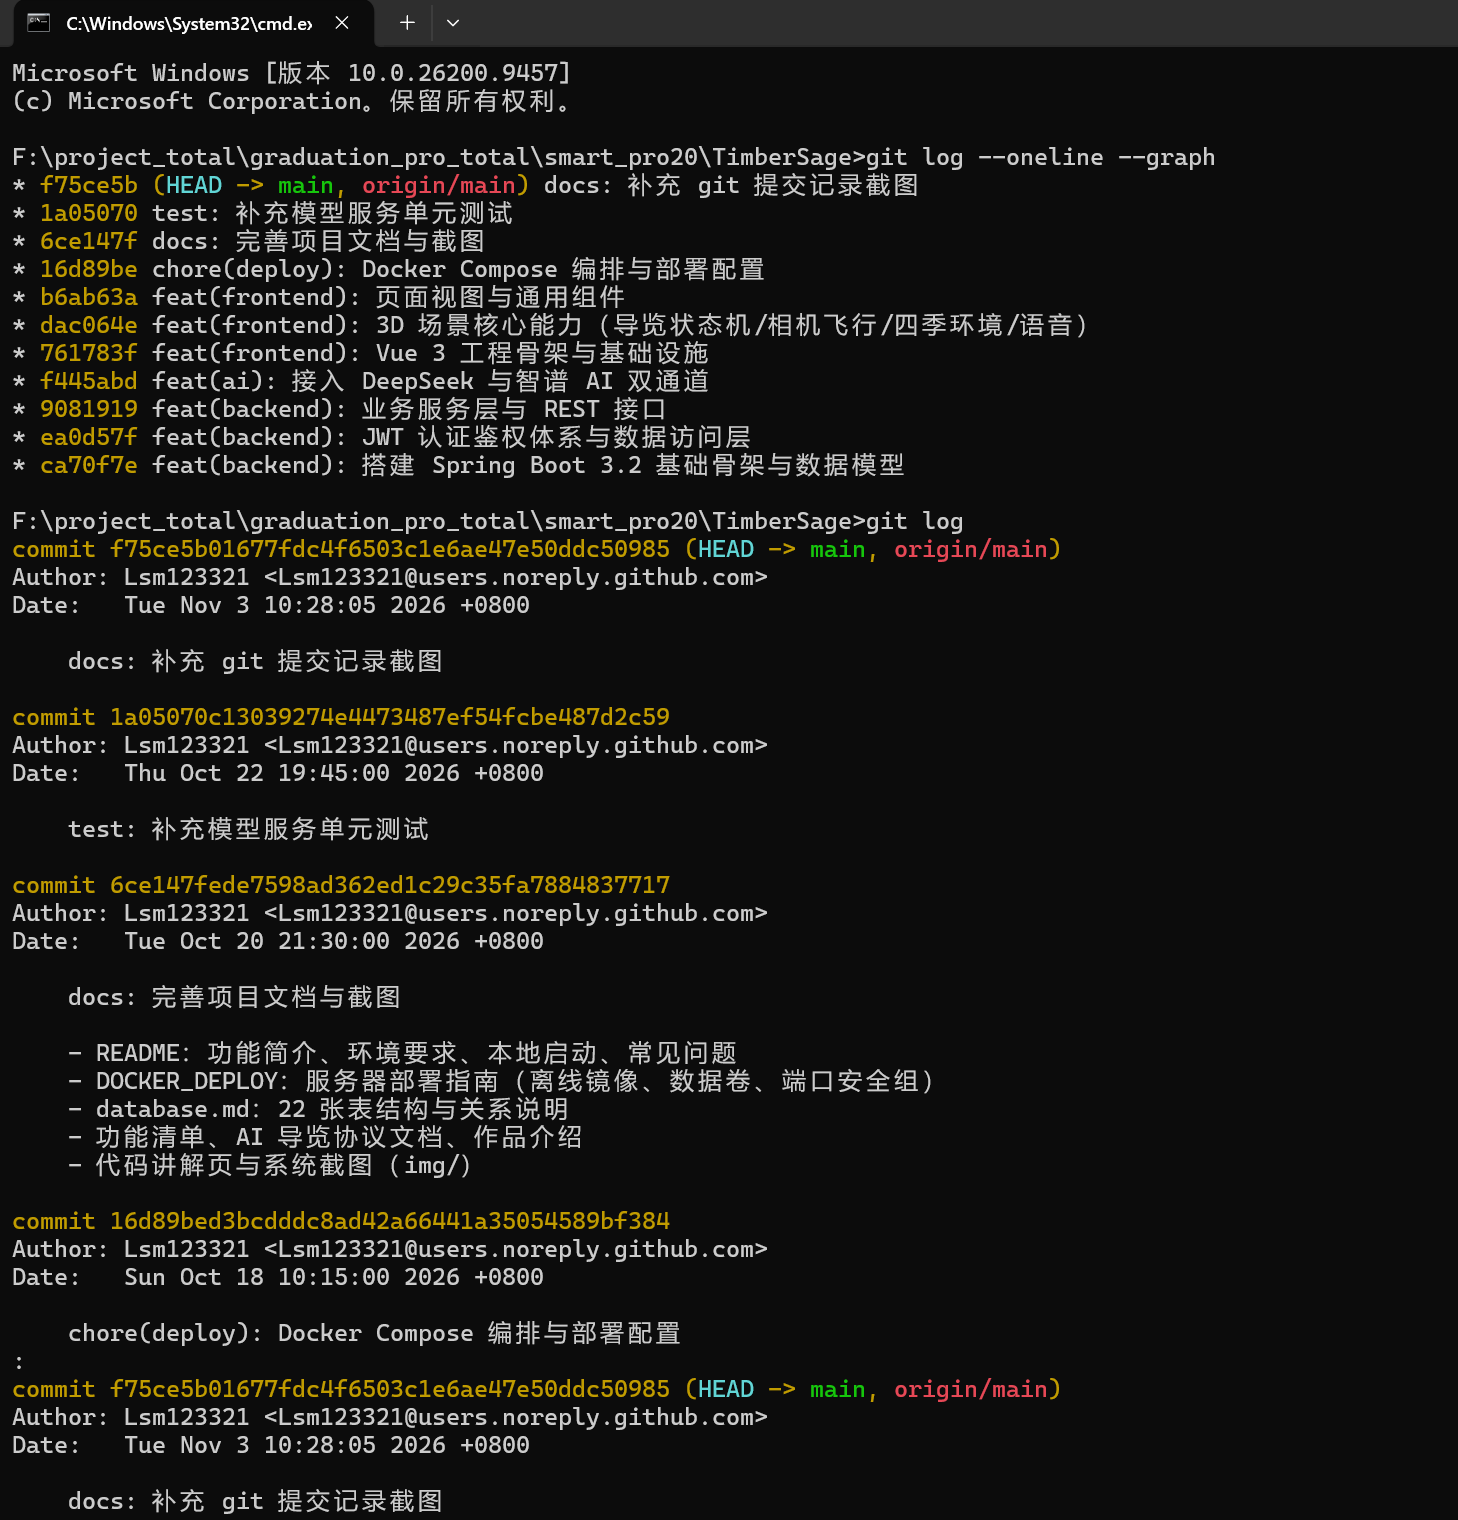 C:\Windows\System32\cmd.ex
Microsoft Windows [版本 10.0.26200.9457]
(c) Microsoft Corporation。保留所有权利。
F:\project_total\graduation_pro_total\smart_pro20\TimberSage>git log --oneline --graph
* f75ce5b (HEAD -> main, origin/main) docs: 补充 git 提交记录截图
* 1a05070 test: 补充模型服务单元测试
* 6ce147f docs: 完善项目文档与截图
* 16d89be chore(deploy): Docker Compose 编排与部署配置
* b6ab63a feat(frontend): 页面视图与通用组件
* dac064e feat(frontend): 3D 场景核心能力（导览状态机/相机飞行/四季环境/语音）
* 761783f feat(frontend): Vue 3 工程骨架与基础设施
* f445abd feat(ai): 接入 DeepSeek 与智谱 AI 双通道
* 9081919 feat(backend): 业务服务层与 REST 接口
* ea0d57f feat(backend): JWT 认证鉴权体系与数据访问层
* ca70f7e feat(backend): 搭建 Spring Boot 3.2 基础骨架与数据模型
F:\project_total\graduation_pro_total\smart_pro20\TimberSage>git log
commit f75ce5b01677fdc4f6503c1e6ae47e50ddc50985 (HEAD -> main, origin/main)
Author: Lsm123321 <Lsm123321@users.noreply.github.com>
Date:   Tue Nov 3 10:28:05 2026 +0800
docs: 补充 git 提交记录截图
commit 1a05070c13039274e4473487ef54fcbe487d2c59
Author: Lsm123321 <Lsm123321@users.noreply.github.com>
Date:   Thu Oct 22 19:45:00 2026 +0800
test: 补充模型服务单元测试
commit 6ce147fede7598ad362ed1c29c35fa7884837717
Author: Lsm123321 <Lsm123321@users.noreply.github.com>
Date:   Tue Oct 20 21:30:00 2026 +0800
docs: 完善项目文档与截图
- README: 功能简介、环境要求、本地启动、常见问题
- DOCKER_DEPLOY: 服务器部署指南（离线镜像、数据卷、端口安全组）
- database.md: 22 张表结构与关系说明
- 功能清单、AI 导览协议文档、作品介绍
- 代码讲解页与系统截图（img/）
commit 16d89bed3bcdddc8ad42a66441a35054589bf384
Author: Lsm123321 <Lsm123321@users.noreply.github.com>
Date:   Sun Oct 18 10:15:00 2026 +0800
chore(deploy): Docker Compose 编排与部署配置
:
commit f75ce5b01677fdc4f6503c1e6ae47e50ddc50985 (HEAD -> main, origin/main)
Author: Lsm123321 <Lsm123321@users.noreply.github.com>
Date:   Tue Nov 3 10:28:05 2026 +0800
docs: 补充 git 提交记录截图